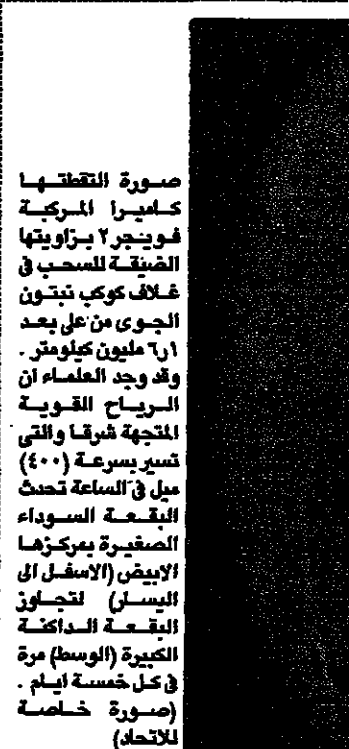 صورة التقطتها
كاميرا المركبة
فوينجر ٢ بزاويتها
الضيقة للسحب في
غلاف كوكب نبتون
الجوى من على بعد
٦ر١ مليون كيلومتر .
وقد وجد العلماء ان
الرياح القوية
المتجهة شرقا والتى
تسير بسرعة (٤٠٠)
ميل في الساعة تحدث
البقعة السوداء
الصغيرة بمركزها
الابيض (الاسفل الى
اليسار) لتجاوز
البقعة الداكنة
الكبيرة (الوسط) مرة
في كل خمسة ايام .
(صورة خاصة
للاتحاد)